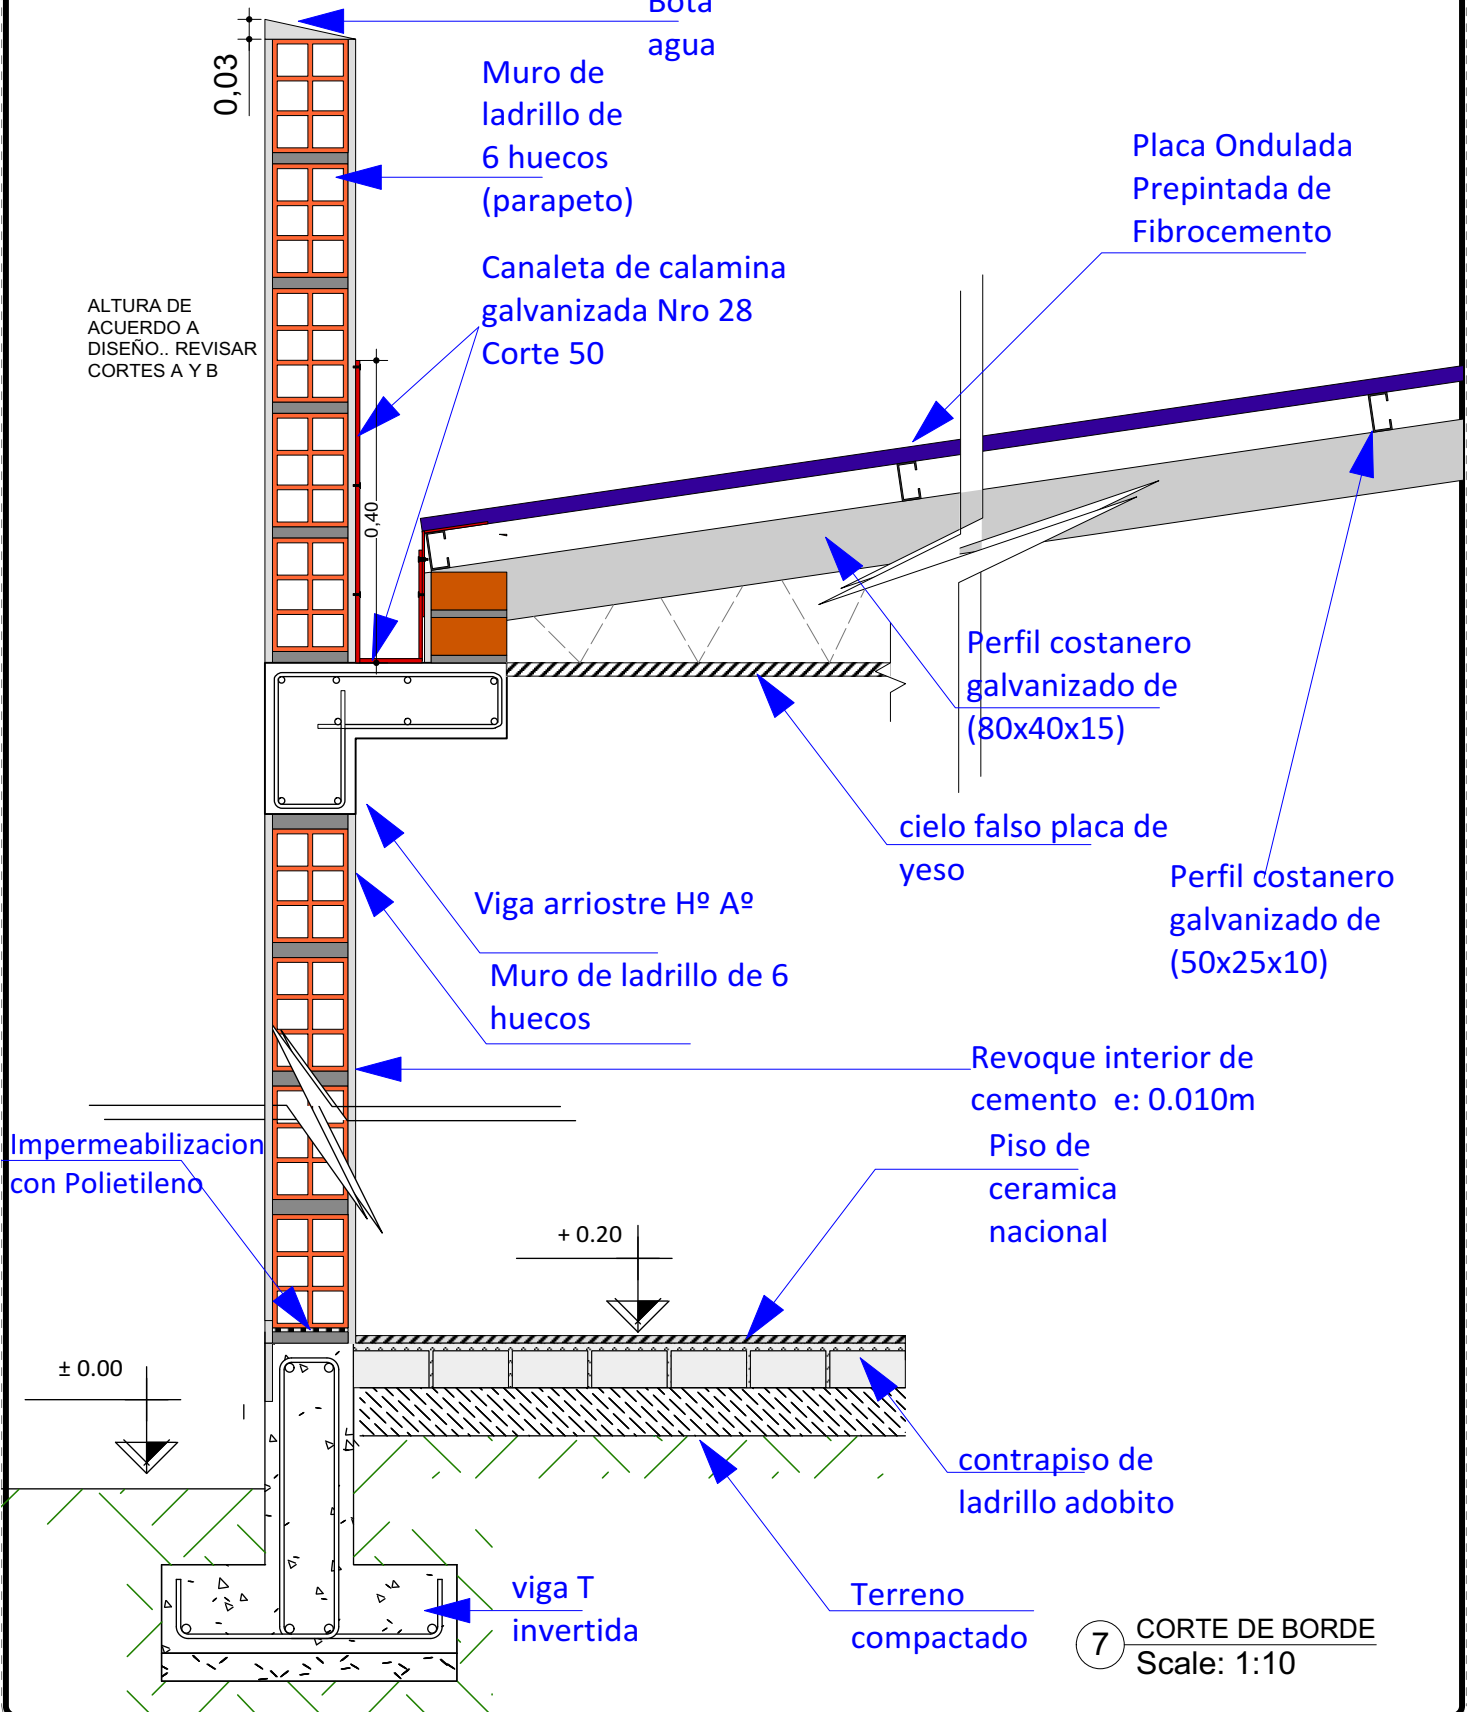 Bota
agua
0,03
Muro de
ladrillo de
6 huecos
(parapeto)
Placa Ondulada
Prepintada de
Fibrocemento
Canaleta de calamina
galvanizada Nro 28
Corte 50
ALTURA DE
ACUERDO A
DISEÑO.. REVISAR
CORTES A Y B
0,40
Perfil costanero
galvanizado de
(80x40x15)
cielo falso placa de
yeso
Perfil costanero
galvanizado de
(50x25x10)
Viga arriostre Hº Aº
Muro de ladrillo de 6
huecos
Revoque interior de
cemento e: 0.010m
Impermeabilizacion
con Polietileno
Piso de
ceramica
nacional
+ 0.20
± 0.00
contrapiso de
ladrillo adobito
viga T
invertida
Terreno
compactado
7
CORTE DE BORDE
Scale: 1:10